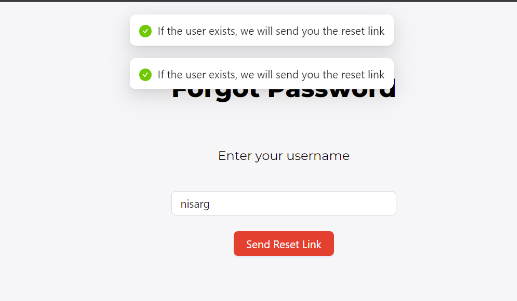 If the user exists, we will send you the reset link
If the user exists, we will send you the reset link
Forgot Password
Enter your username
nisarg
Send Reset Link